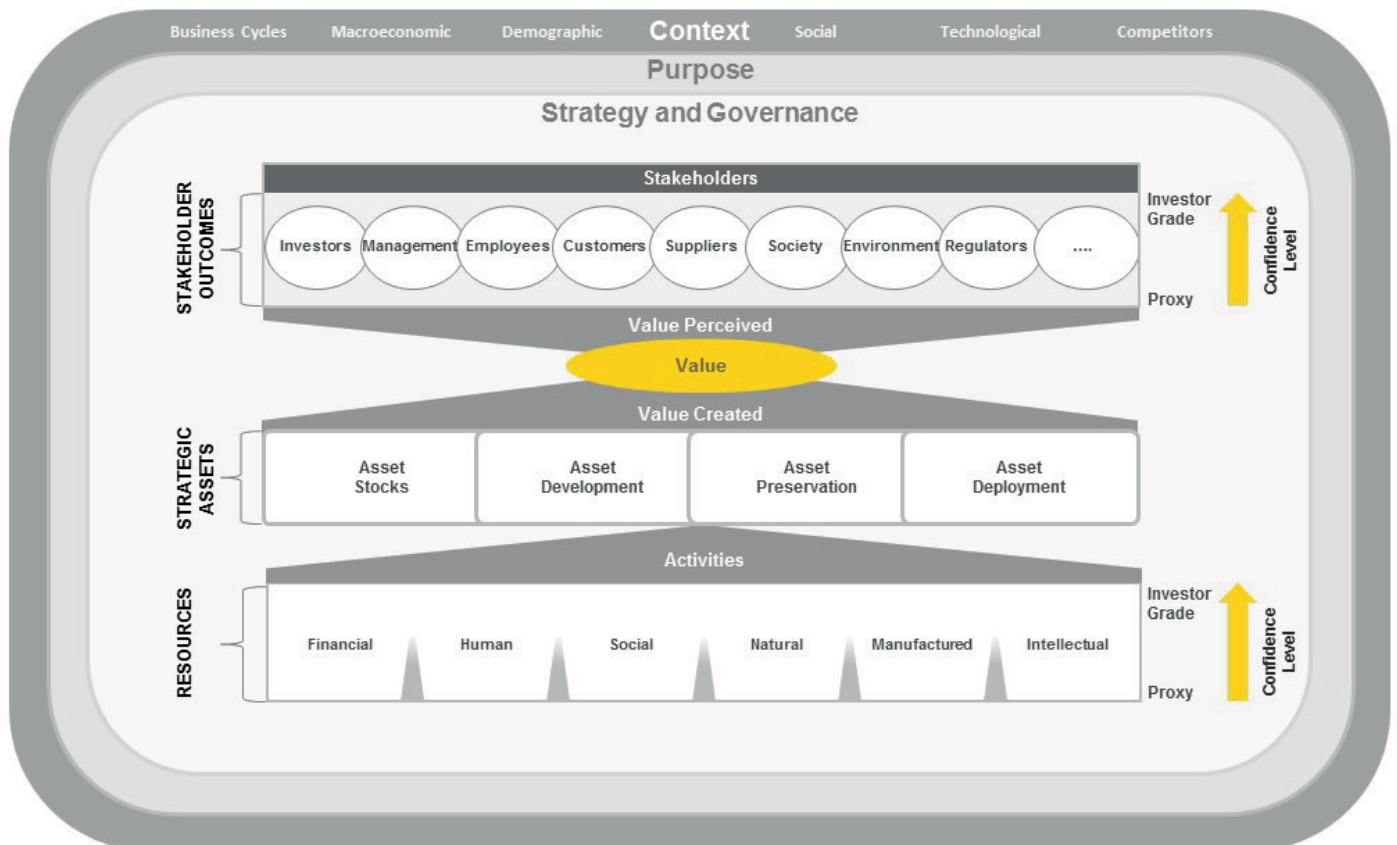 Business Cycles Macroeconomic Demographic Context Social Technological Competitors
Purpose
Strategy and Governance
STAKEHOLDER
OUTCOMES
Stakeholders
Investors Management Employees Customers Suppliers Society Environment Regulators ....
Investor
Grade
Proxy
Confidence
Level
Value Perceived
Value
Value Created
STRATEGIC
ASSETS
Asset
Stocks
Asset
Development
Asset
Preservation
Asset
Deployment
Activities
RESOURCES
Financial Human Social Natural Manufactured Intellectual
Investor
Grade
Proxy
Confidence
Level